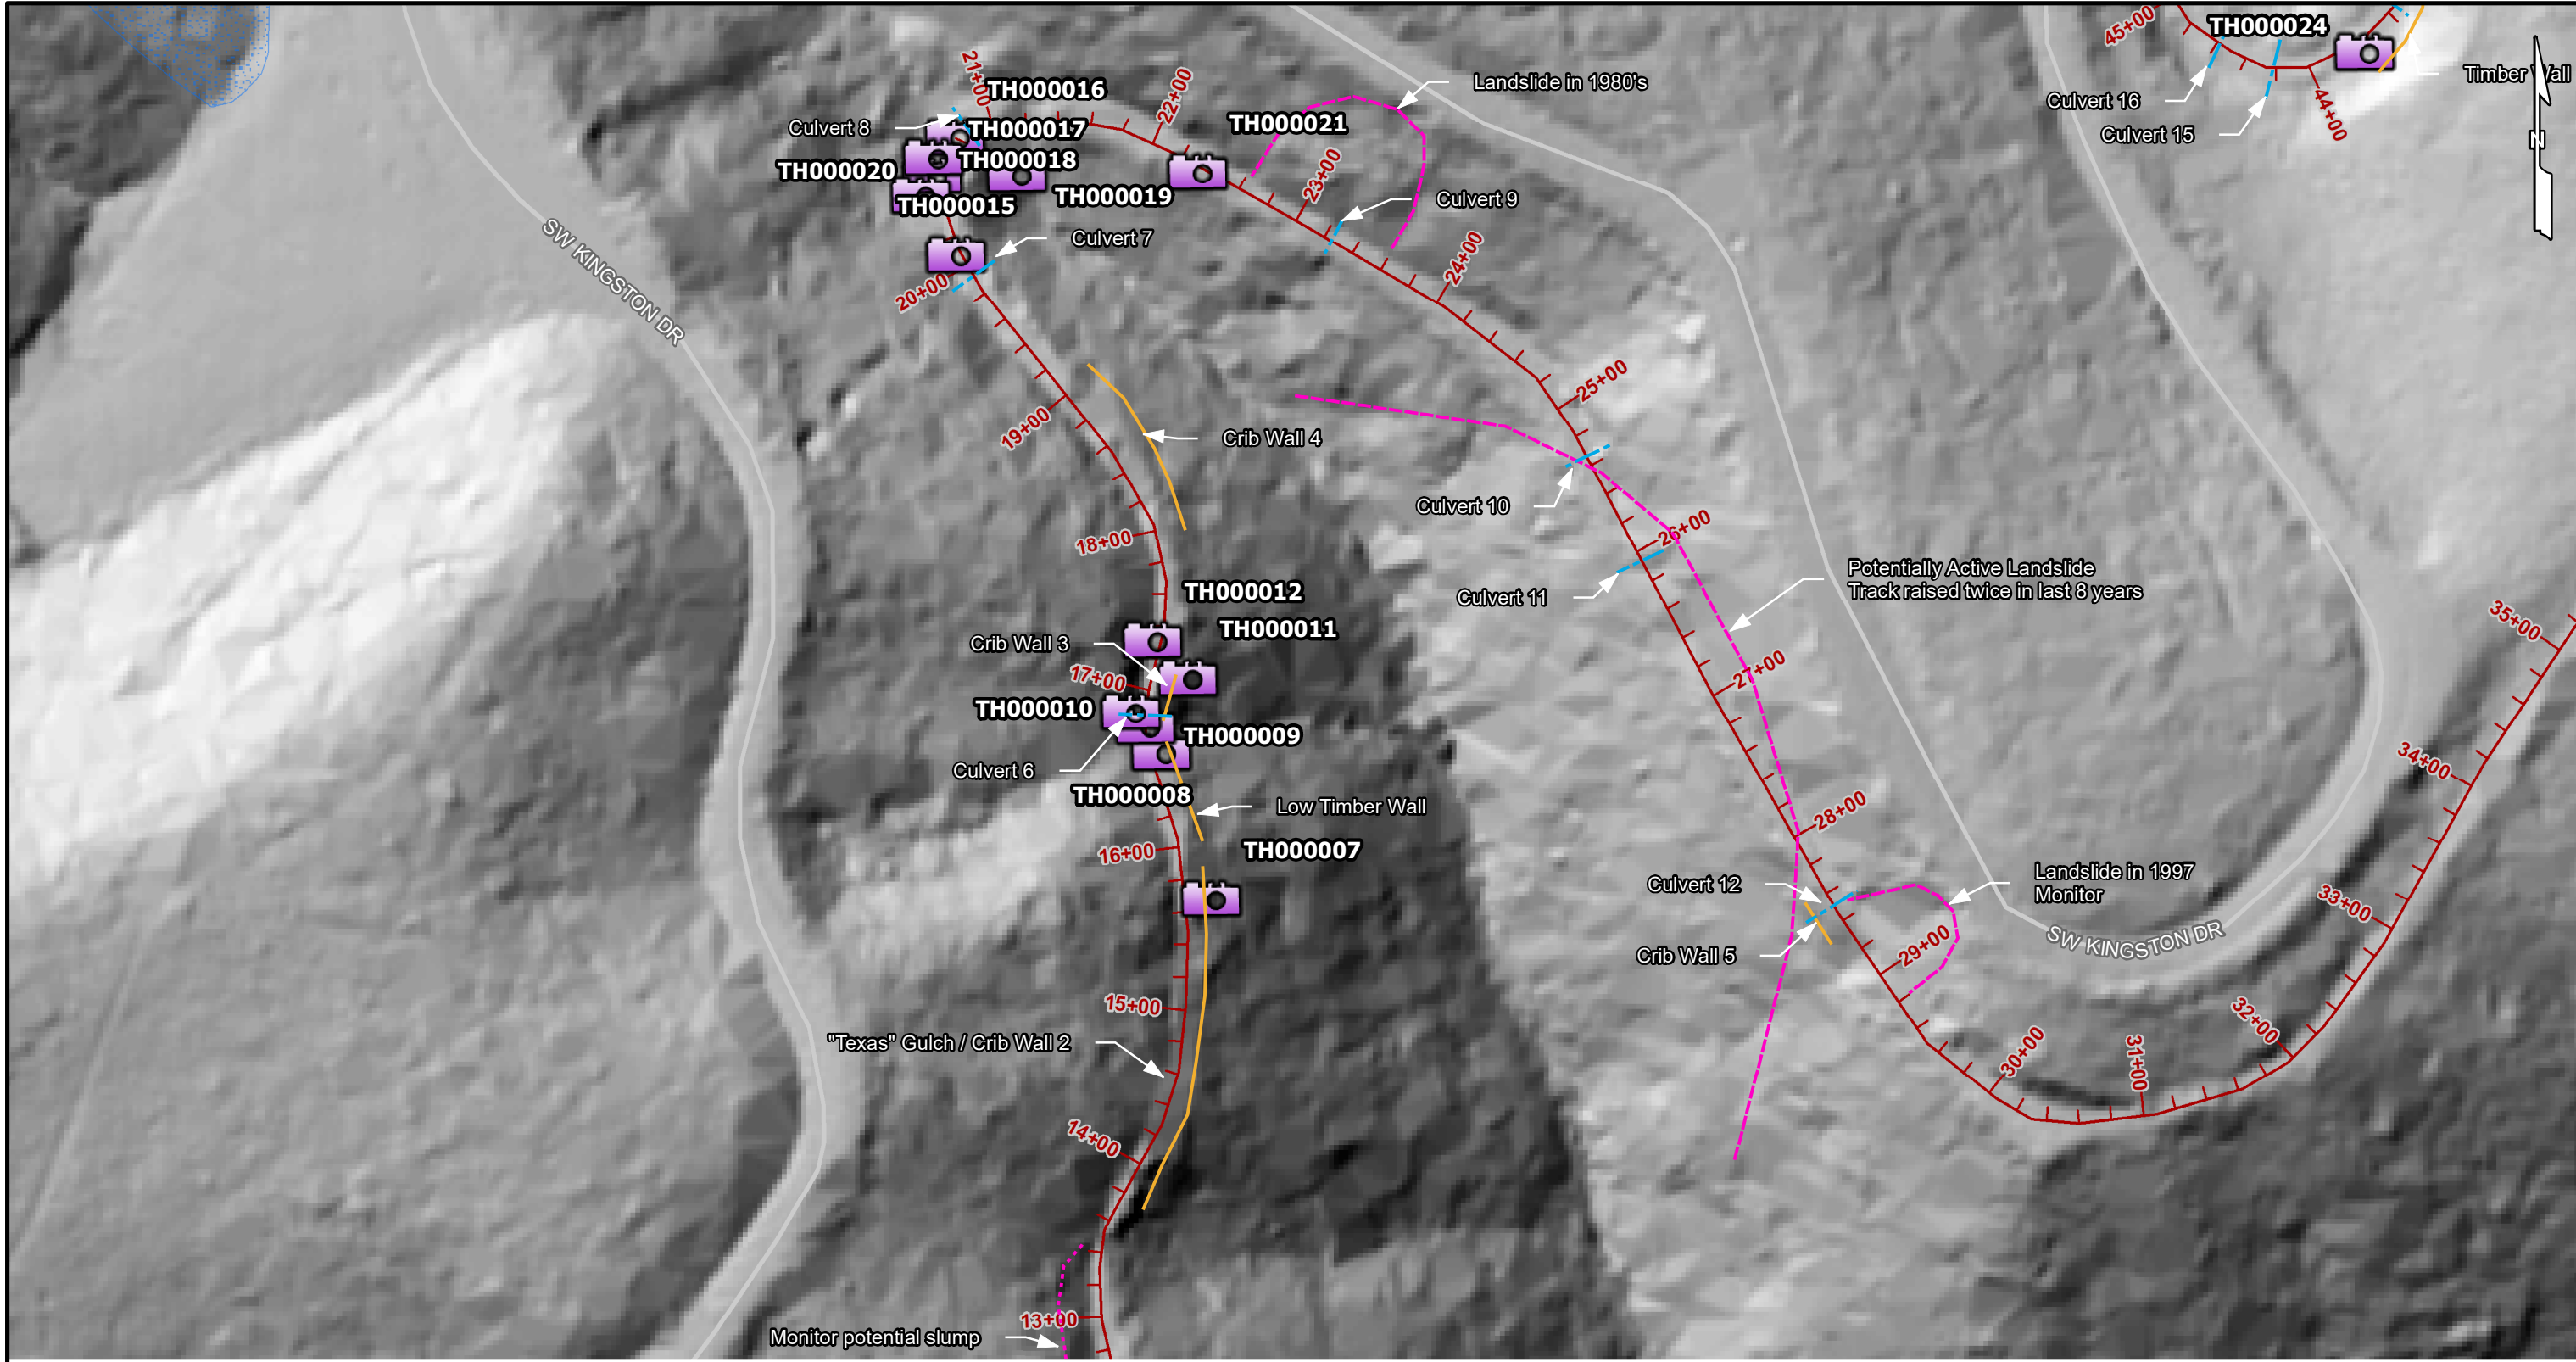 45+00
TH000024
Timber Wall
21+00
TH000016
22+00
Landslide in 1980's
Culvert 16
44+00
Culvert 8
TH000017
TH000021
Culvert 15
N
TH000018
TH000020
23+00
TH000019
Culvert 9
TH000015
Culvert 7
SW KINGSTON DR
20+00
24+00
25+00
19+00
Crib Wall 4
Culvert 10
26+00
18+00
Potentially Active Landslide
Track raised twice in last 8 years
TH000012
Culvert 11
TH000011
35+00
Crib Wall 3
17+00
27+00
TH000010
TH000009
34+00
Culvert 6
TH000008
Low Timber Wall
28+00
16+00
TH000007
Landslide in 1997
Monitor
Culvert 12
33+00
SW KINGSTON DR
29+00
Crib Wall 5
15+00
32+00
"Texas" Gulch / Crib Wall 2
30+00
31+00
14+00
13+00
Monitor potential slump